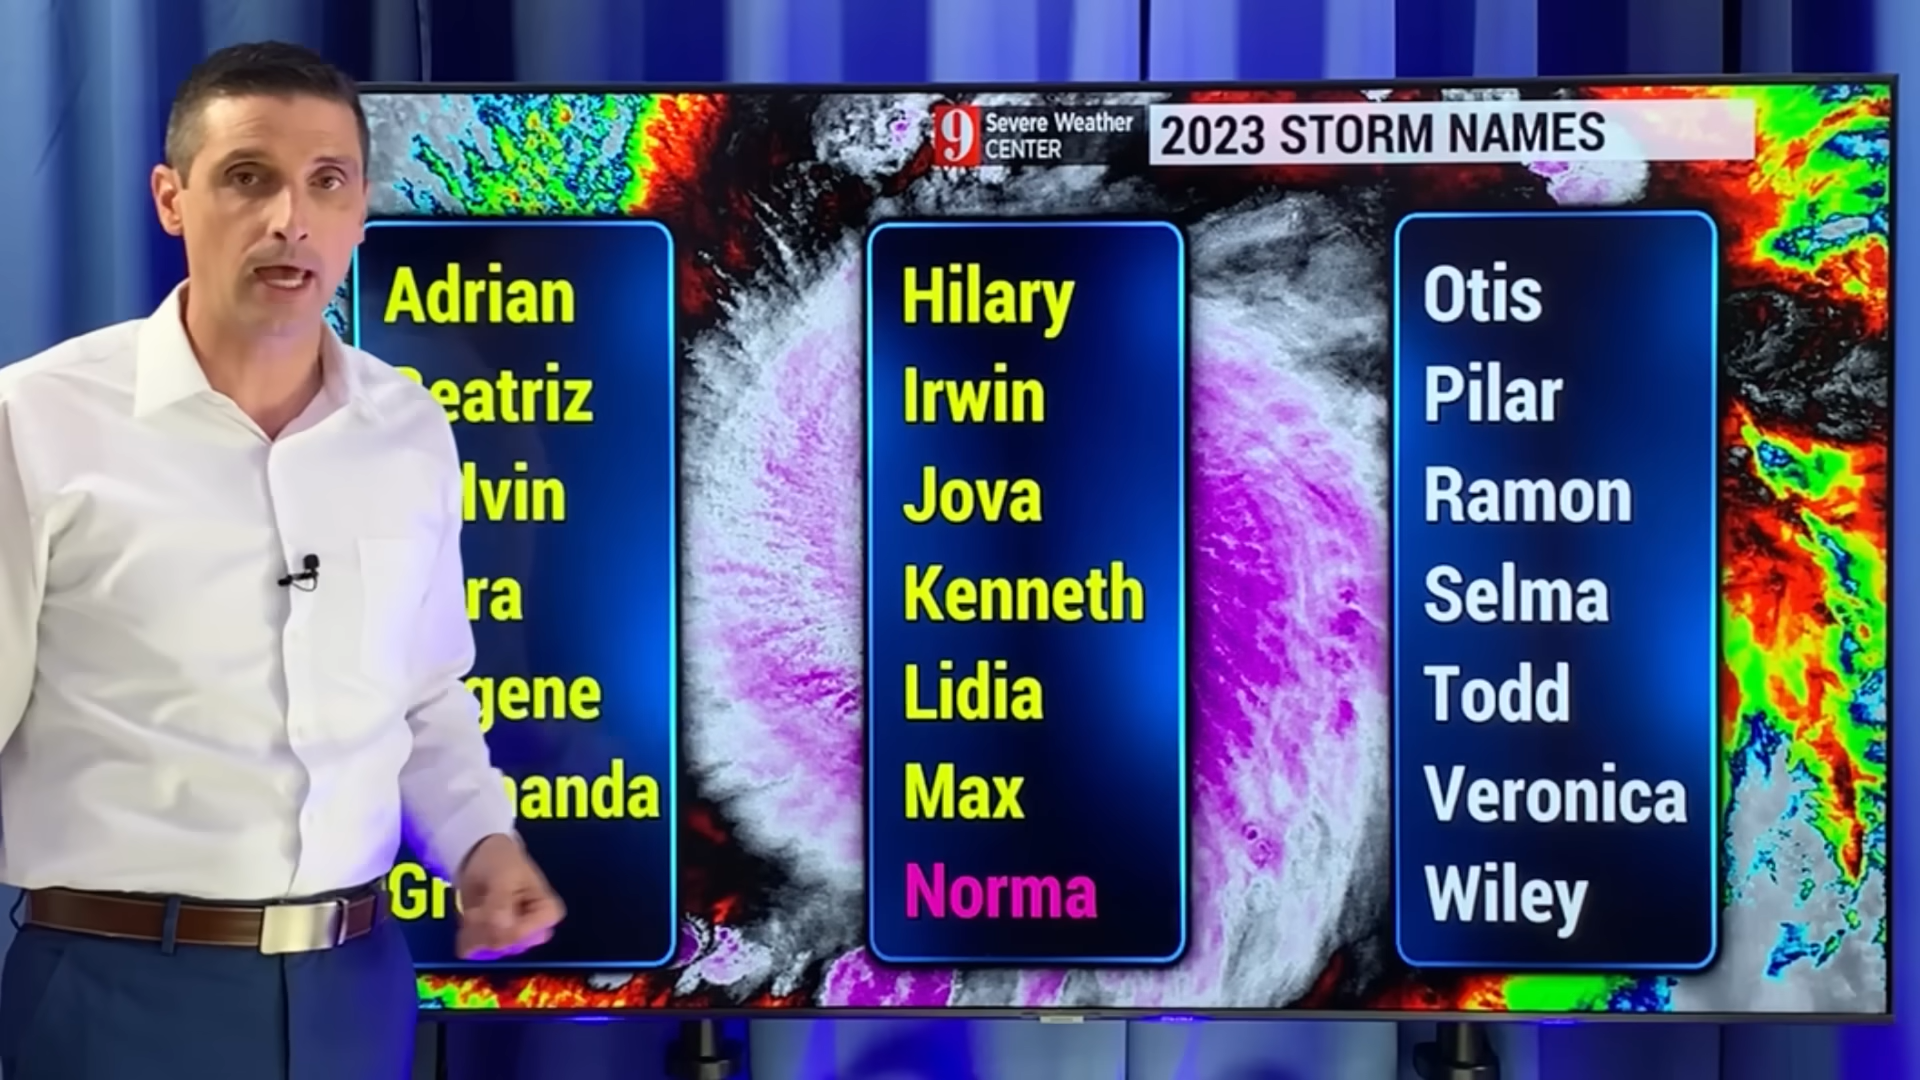 9 Severe Weather
CENTER
2023 STORM NAMES
Adrian
Beatriz
lvin
ra
gene
nanda
Gr
Hilary
Irwin
Jova
Kenneth
Lidia
Max
Norma
Otis
Pilar
Ramon
Selma
Todd
Veronica
Wiley